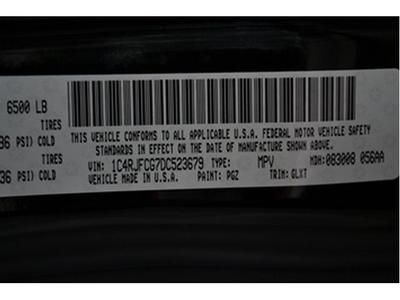 6500 LB
TIRES
36 PSI) COLD
TIRES
36 PSI) COLD
THIS VEHICLE CONFORMS TO ALL APPLICABLE U.S.A. FEDERAL MOTOR VEHICLE SAFETY
STANDARDS IN EFFECT ON THE DATE OF MANUFACTURE SHOWN ABOVE.
VIN: 1C4RJFCG7DC523679 TYPE: MPV MDH: 083008 056AA
VEHICLE MADE IN U.S.A. PAINT: PGZ TRIM: GLXT